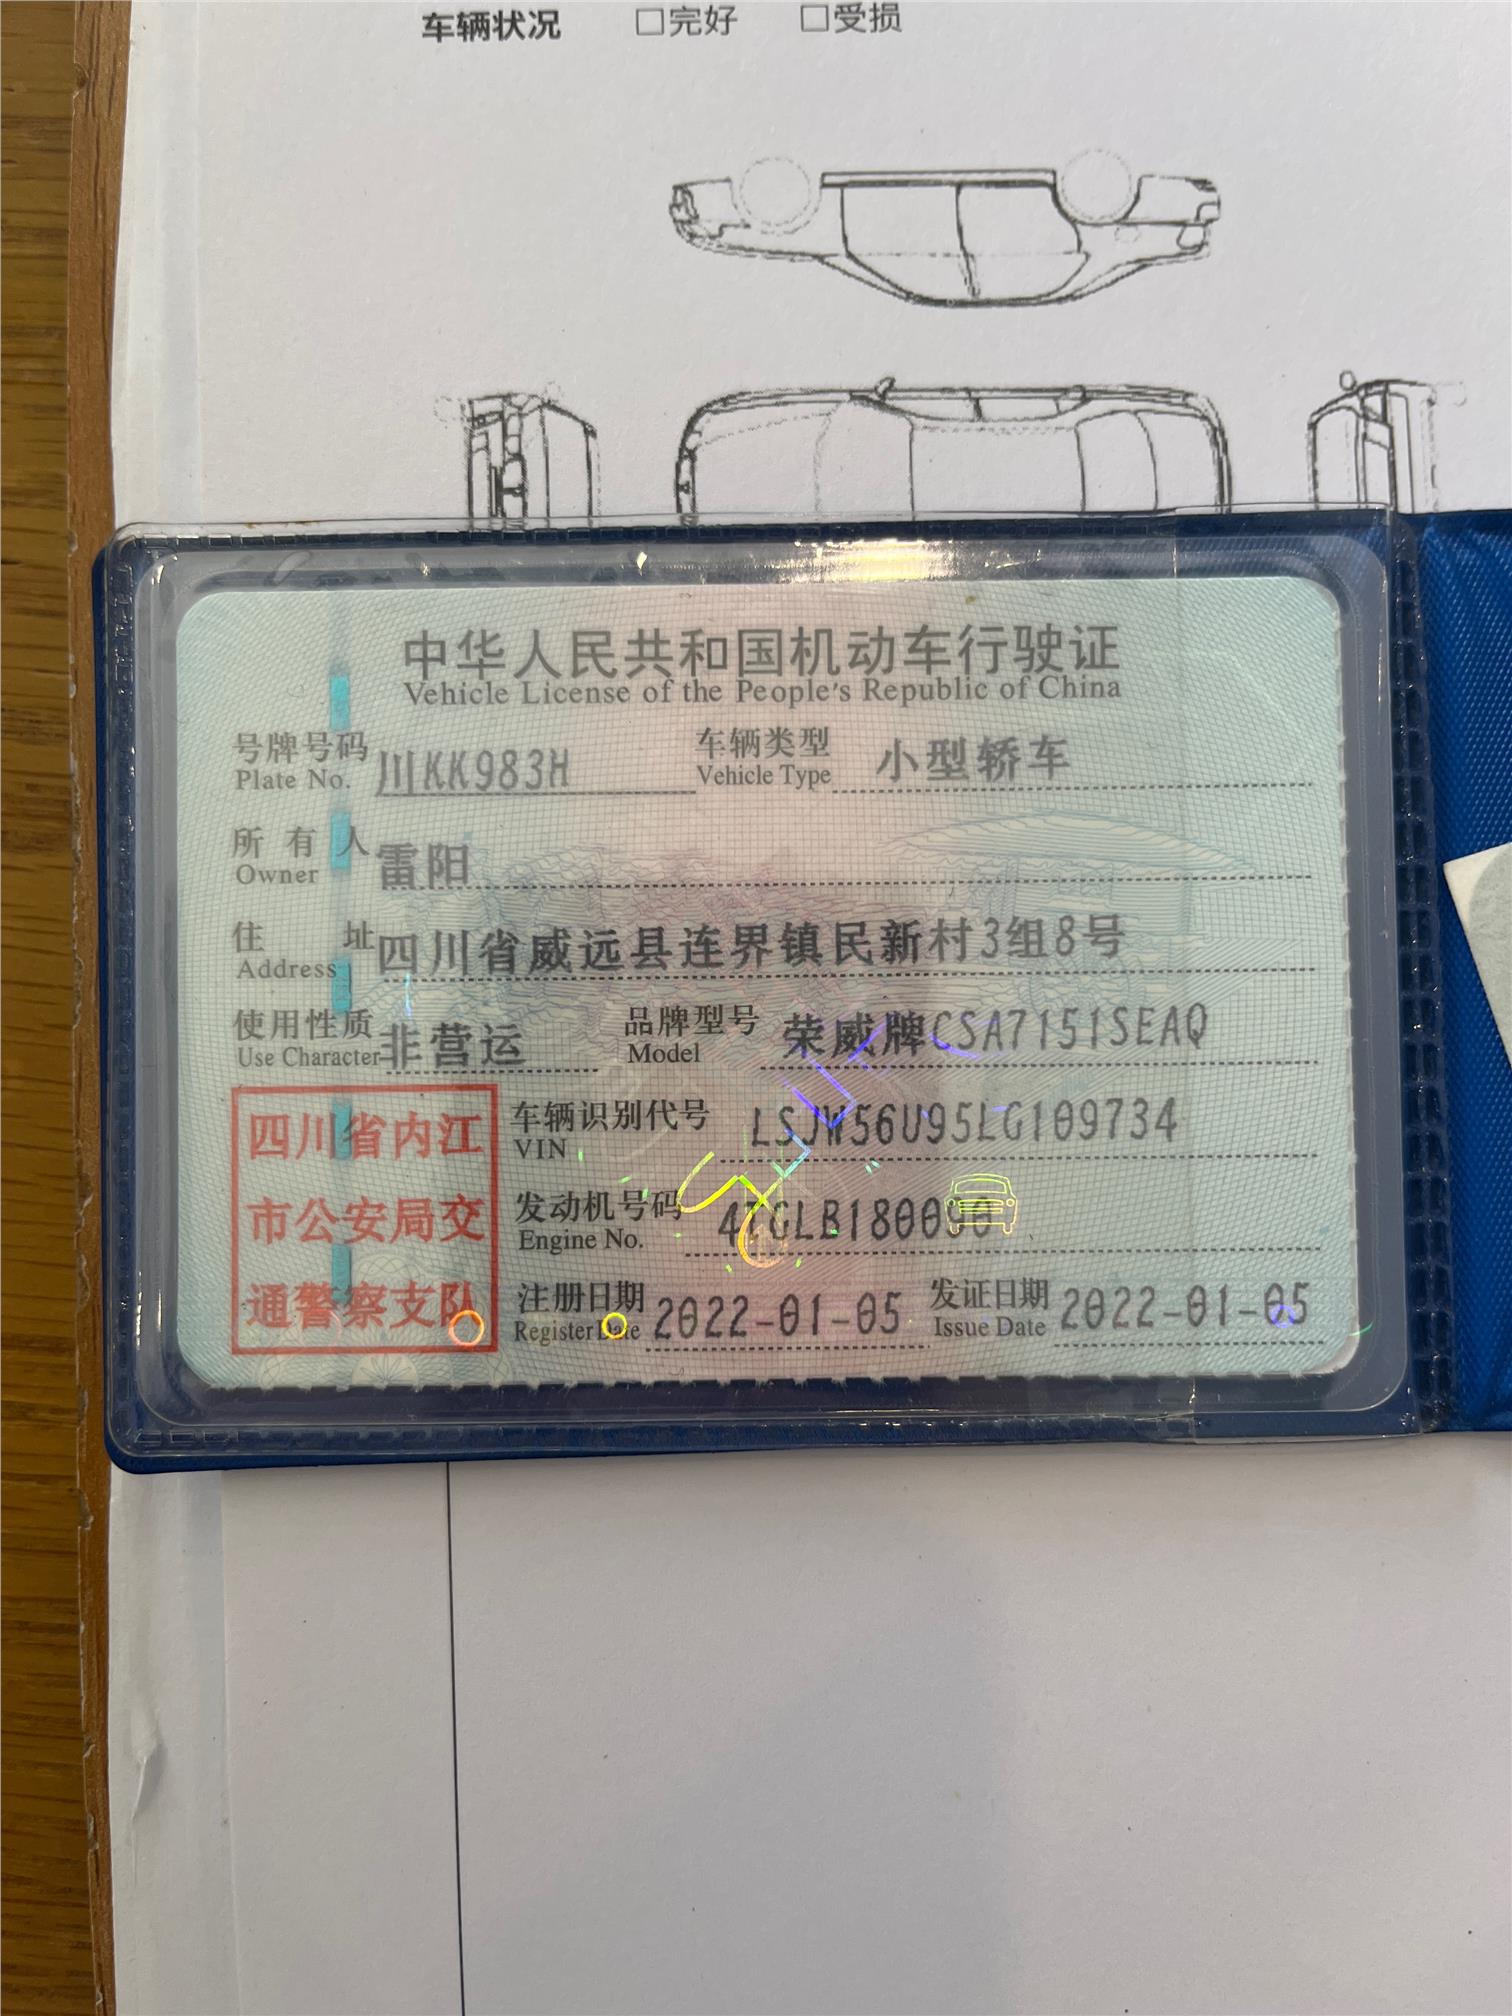 车辆状况 □完好 □受损
中华人民共和国机动车行驶证
Vehicle License of the People's Republic of China
号牌号码 川KK983H 车辆类型 小型轿车
Plate No. Vehicle Type
所有人 雷阳
Owner
住址 四川省威远县连界镇民新村3组8号
Address
使用性质 非营运 品牌型号 荣威牌CSA7151SEAQ
Use Character Model
四川省内江
市公安局交
通警察支队
车辆识别代号 LSJW56U95LG109734
VIN
发动机号码
Engine No.
注册日期 2022-01-05 发证日期 2022-01-05
Register Date Issue Date